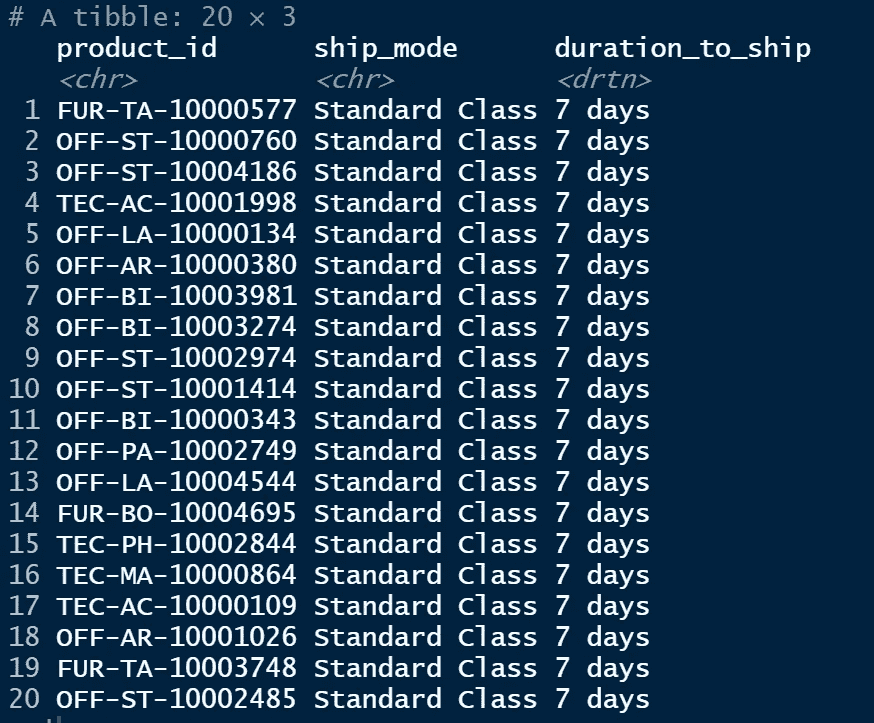 # A tibble: 20 × 3
product_id ship_mode duration_to_ship
<chr> <chr> <drtn>
1 FUR-TA-10000577 Standard Class 7 days
2 OFF-ST-10000760 Standard Class 7 days
3 OFF-ST-10004186 Standard Class 7 days
4 TEC-AC-10001998 Standard Class 7 days
5 OFF-LA-10000134 Standard Class 7 days
6 OFF-AR-10000380 Standard Class 7 days
7 OFF-BI-10003981 Standard Class 7 days
8 OFF-BI-10003274 Standard Class 7 days
9 OFF-ST-10002974 Standard Class 7 days
10 OFF-ST-10001414 Standard Class 7 days
11 OFF-BI-10000343 Standard Class 7 days
12 OFF-PA-10002749 Standard Class 7 days
13 OFF-LA-10004544 Standard Class 7 days
14 FUR-BO-10004695 Standard Class 7 days
15 TEC-PH-10002844 Standard Class 7 days
16 TEC-MA-10000864 Standard Class 7 days
17 TEC-AC-10000109 Standard Class 7 days
18 OFF-AR-10001026 Standard Class 7 days
19 FUR-TA-10003748 Standard Class 7 days
20 OFF-ST-10002485 Standard Class 7 days